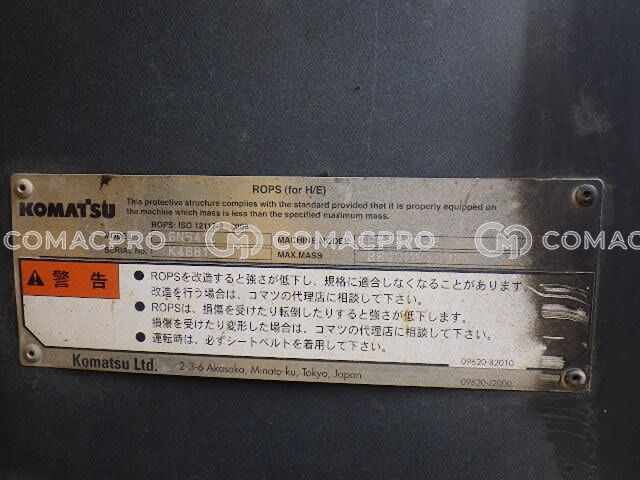 ROPS (for H/E)
KOMATSU
This protective structure complies with the standard provided that it is properly equipped on
the machine which mass is less than the specified maximum mass.
ROPS: ISO 12117-2
MACHINE MODEL
COMACPRO COMACPRO COMACPRO
SERIAL No. MAX.MASS
警告
● ROPSを改造すると強さが低下し、規格に適合しなくなることがあります
改造を行う場合は、コマツの代理店に相談して下さい。
● ROPSは、損傷を受けたり転倒したりすると強さが低下します。
損傷を受けたり変形した場合は、コマツの代理店に相談して下さい。
● 運転時は、必ずシートベルトを着用して下さい。
09620-B2010
Komatsu Ltd. 2-3-6 Akasaka, Minato-ku, Tokyo, Japan
09620-J2000